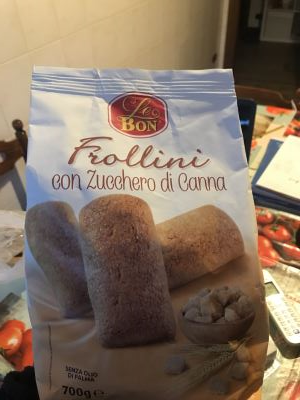 Le
BON
Frollini
con Zucchero di Canna
SENZA OLIO
DI PALMA
700g e